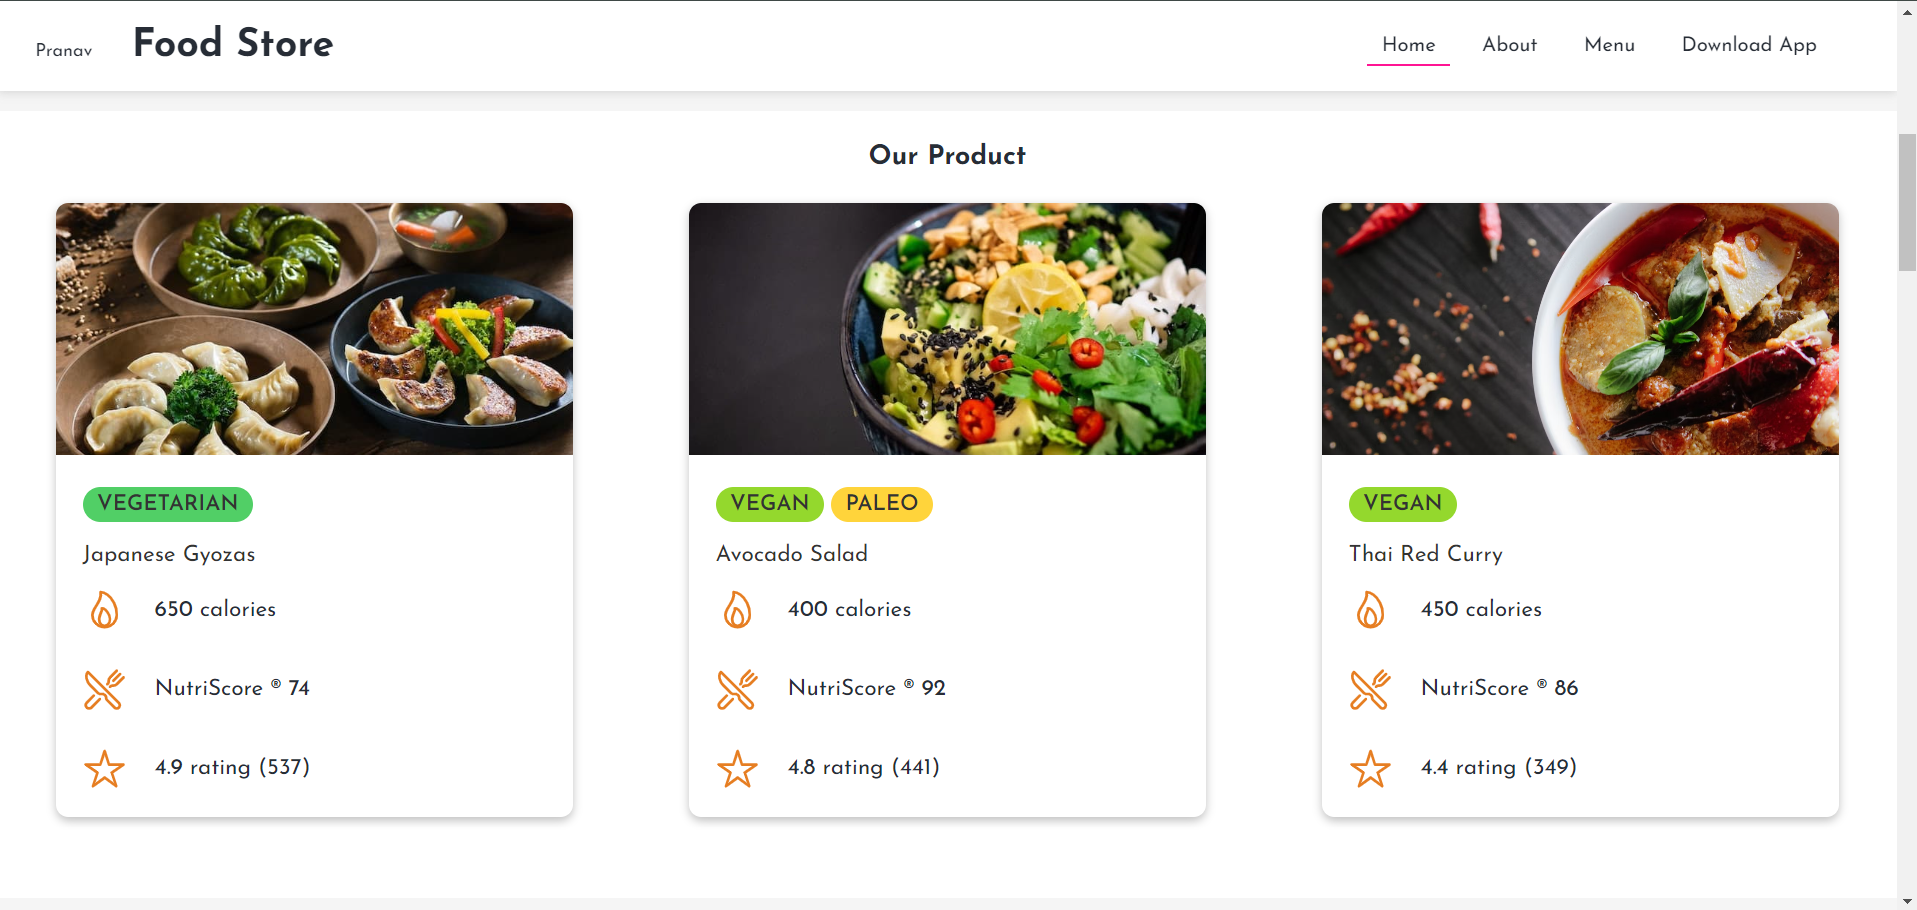 Pranav Food Store Home About Menu Download App
Our Product
VEGETARIAN
Japanese Gyozas
650 calories
NutriScore ® 74
4.9 rating (537)
VEGAN PALEO
Avocado Salad
400 calories
NutriScore ® 92
4.8 rating (441)
VEGAN
Thai Red Curry
450 calories
NutriScore ® 86
4.4 rating (349)